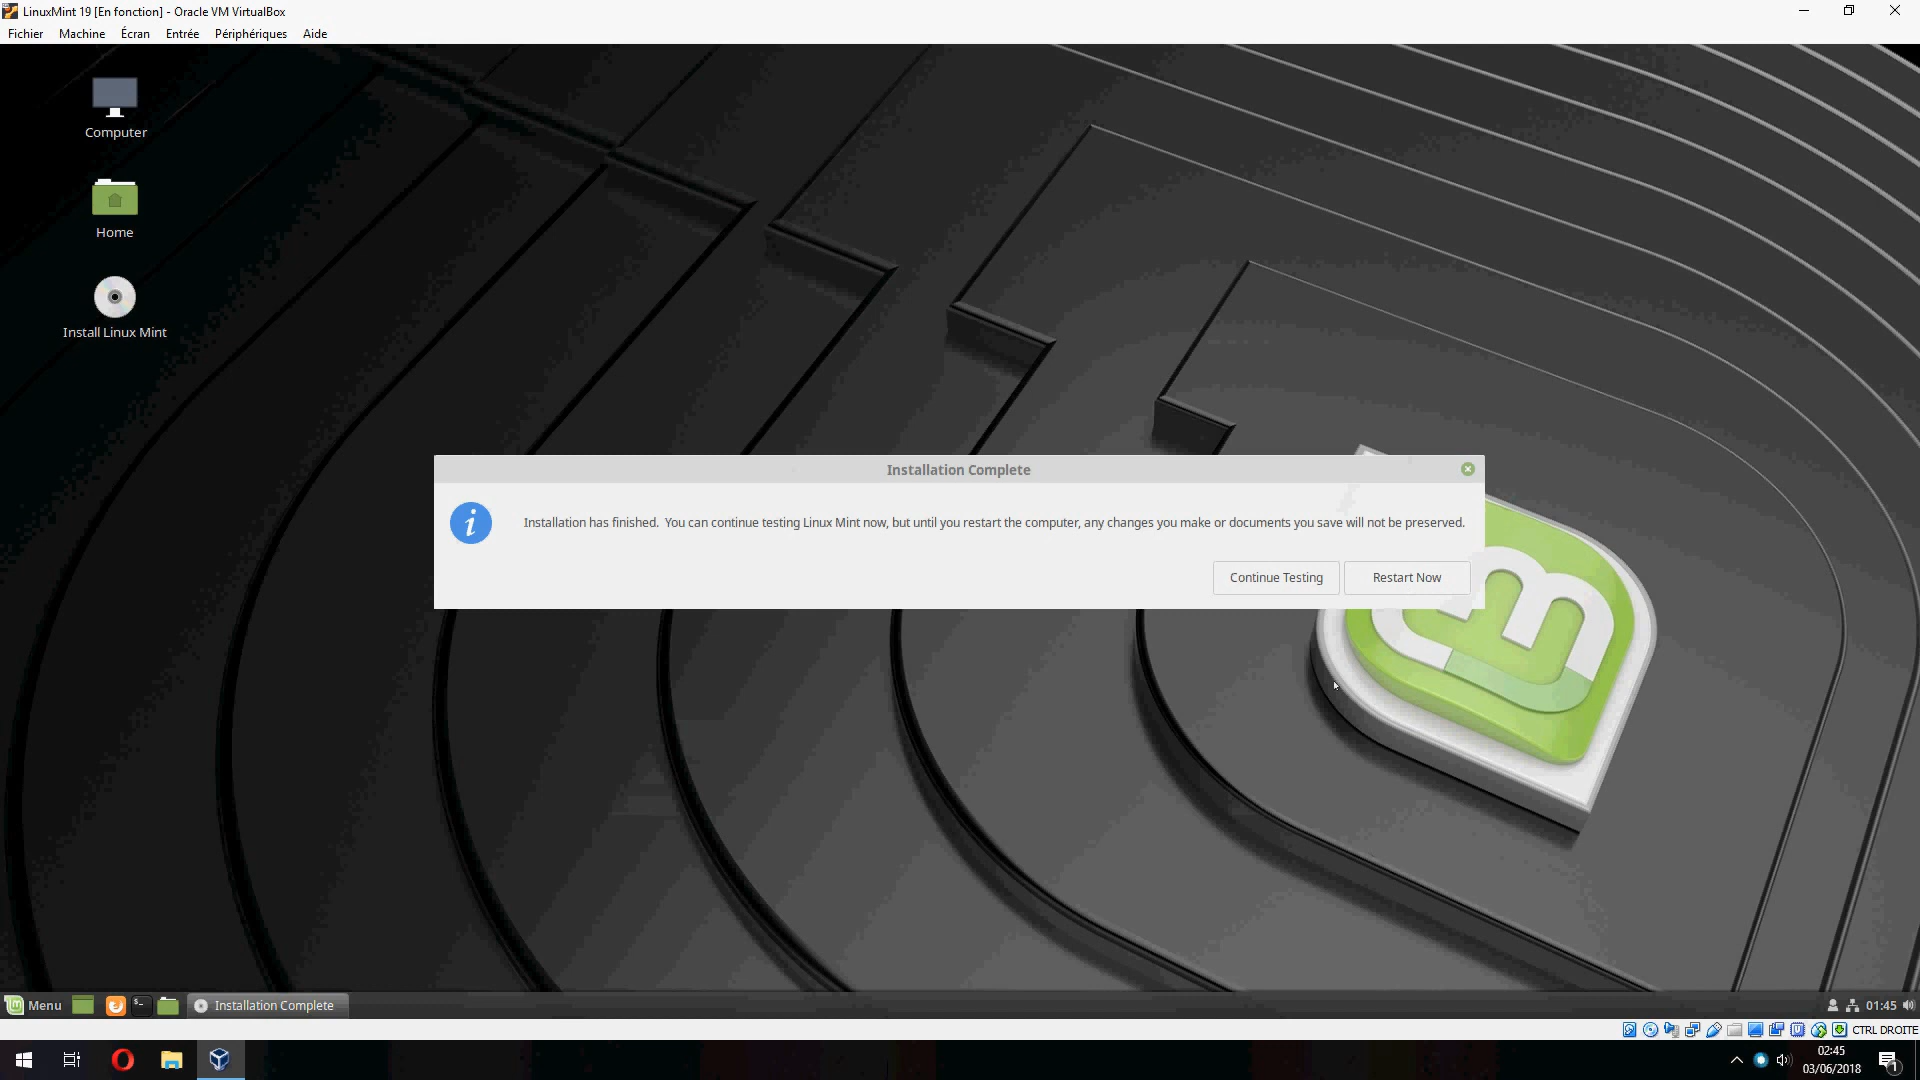 LinuxMint 19 [En fonction] - Oracle VM VirtualBox
Fichier Machine Écran Entrée Périphériques Aide
Computer
Home
Install Linux Mint
Installation Complete
Installation has finished. You can continue testing Linux Mint now, but until you restart the computer, any changes you make or documents you save will not be preserved.
Continue Testing Restart Now
Menu Installation Complete 01:45
CTRL DROITE
02:45
03/06/2018
1